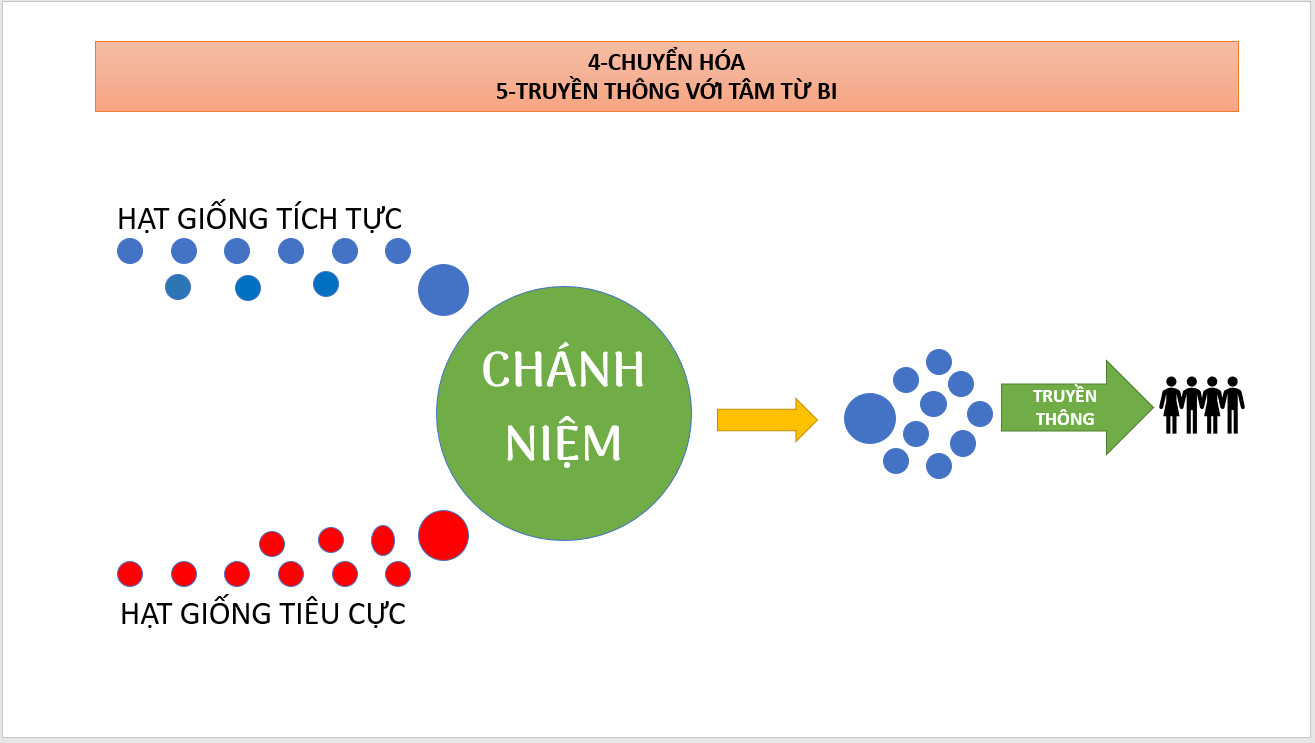 4-CHUYỂN HÓA
5-TRUYỀN THÔNG VỚI TÂM TỪ BI
HẠT GIỐNG TÍCH TỰC
CHÁNH
NIỆM
TRUYỀN
THÔNG
HẠT GIỐNG TIÊU CỰC